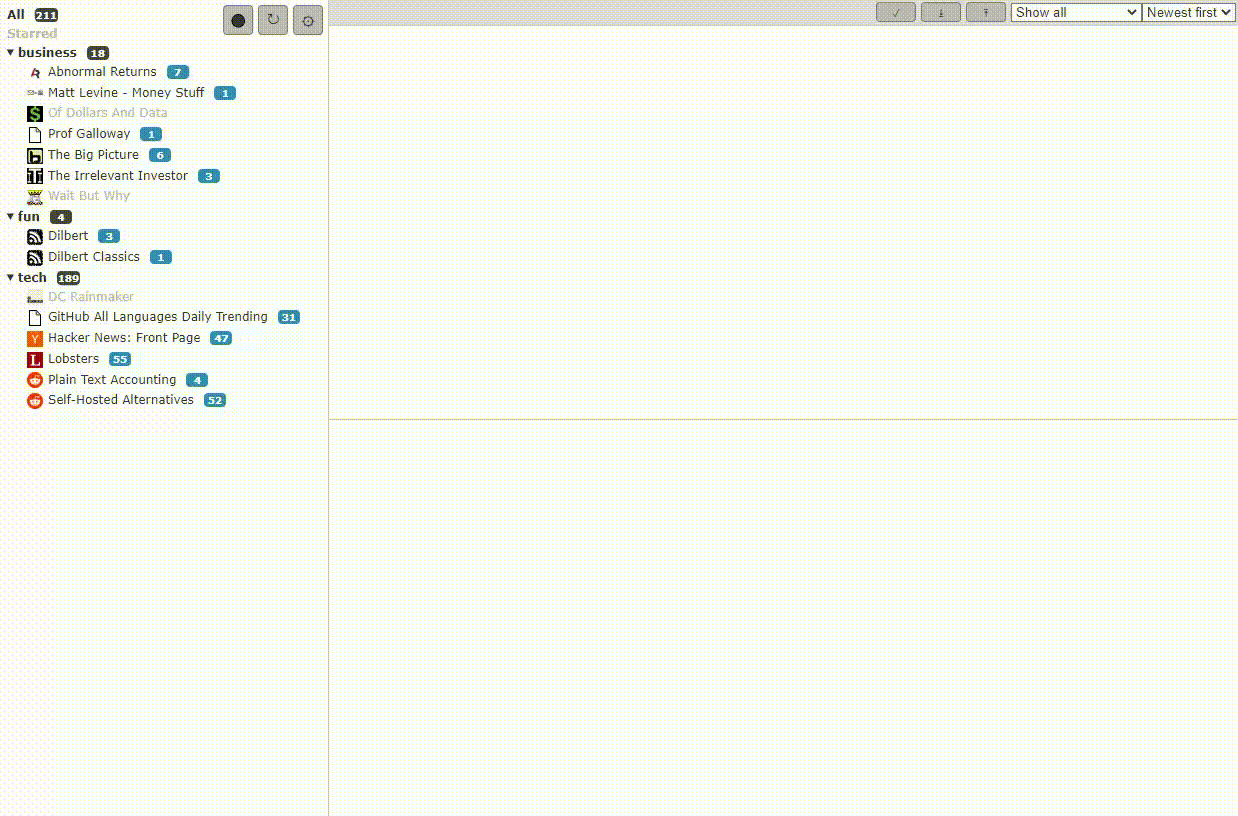 All 211
Show all Newest first
Starred
business 18
Abnormal Returns 7
Matt Levine - Money Stuff 1
Of Dollars And Data
Prof Galloway 1
The Big Picture 6
The Irrelevant Investor 3
Wait But Why
fun 4
Dilbert 3
Dilbert Classics 1
tech 189
DC Rainmaker
GitHub All Languages Daily Trending 31
Hacker News: Front Page 47
Lobsters 55
Plain Text Accounting 4
Self-Hosted Alternatives 52